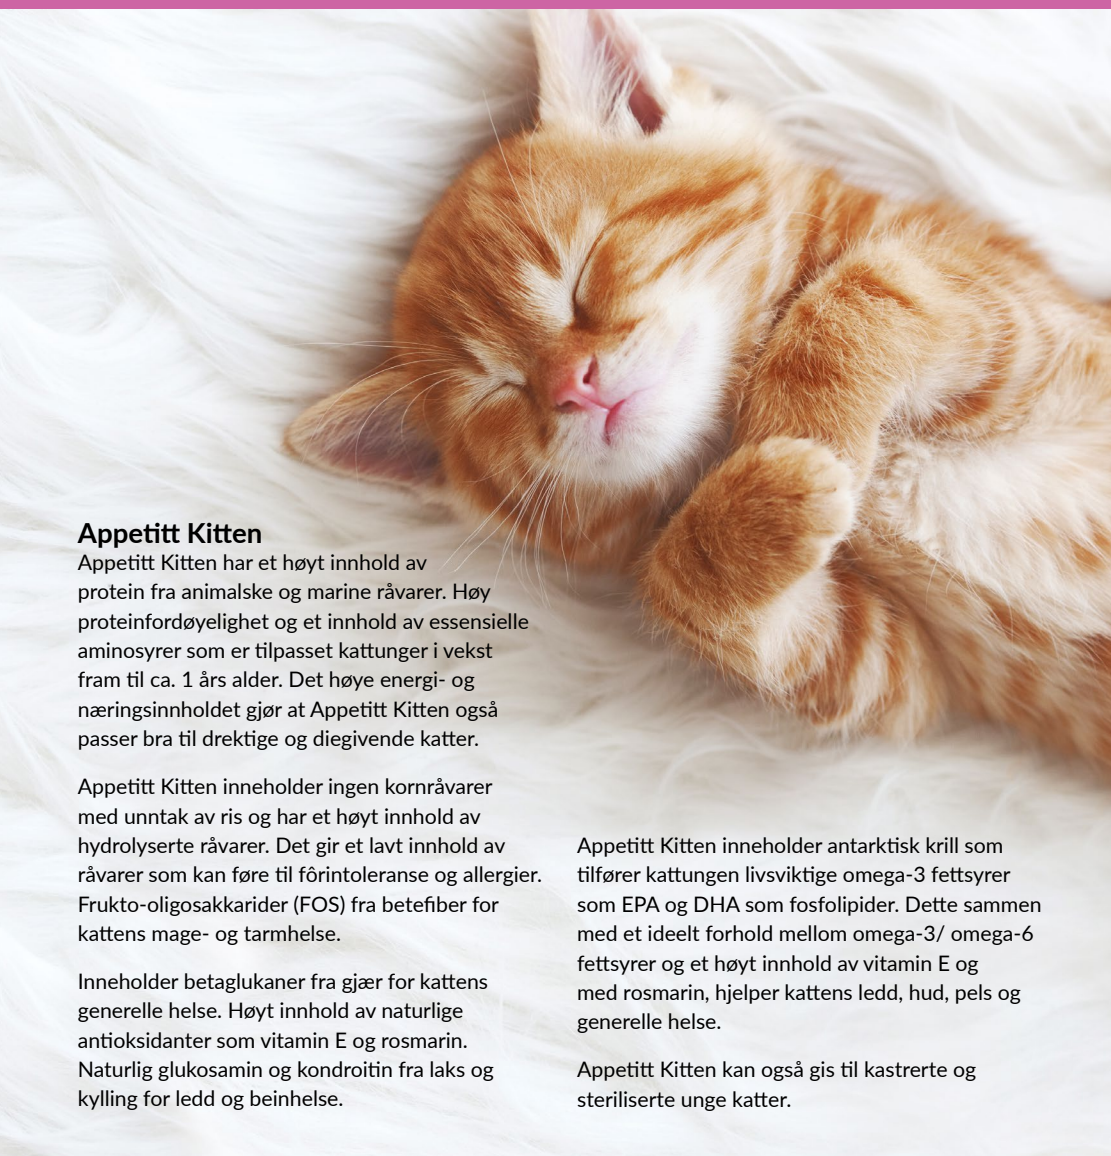 Appetitt Kitten
Appetitt Kitten har et høyt innhold av
protein fra animalske og marine råvarer. Høy
proteinfordøyelighet og et innhold av essensielle
aminosyrer som er tilpasset kattunger i vekst
fram til ca. 1 års alder. Det høye energi- og
næringsinnholdet gjør at Appetitt Kitten også
passer bra til drektige og diegivende katter.
Appetitt Kitten inneholder ingen kornråvarer
med unntak av ris og har et høyt innhold av
hydrolyserte råvarer. Det gir et lavt innhold av
råvarer som kan føre til fôrintoleranse og allergier.
Frukto-oligosakkarider (FOS) fra betefiber for
kattens mage- og tarmhelse.
Inneholder betaglukaner fra gjær for kattens
generelle helse. Høyt innhold av naturlige
antioksidanter som vitamin E og rosmarin.
Naturlig glukosamin og kondroitin fra laks og
kylling for ledd og beinhelse.
Appetitt Kitten inneholder antarktisk krill som
tilfører kattungen livsviktige omega-3 fettsyrer
som EPA og DHA som fosfolipider. Dette sammen
med et ideelt forhold mellom omega-3/ omega-6
fettsyrer og et høyt innhold av vitamin E og
med rosmarin, hjelper kattens ledd, hud, pels og
generelle helse.
Appetitt Kitten kan også gis til kastrerte og
steriliserte unge katter.